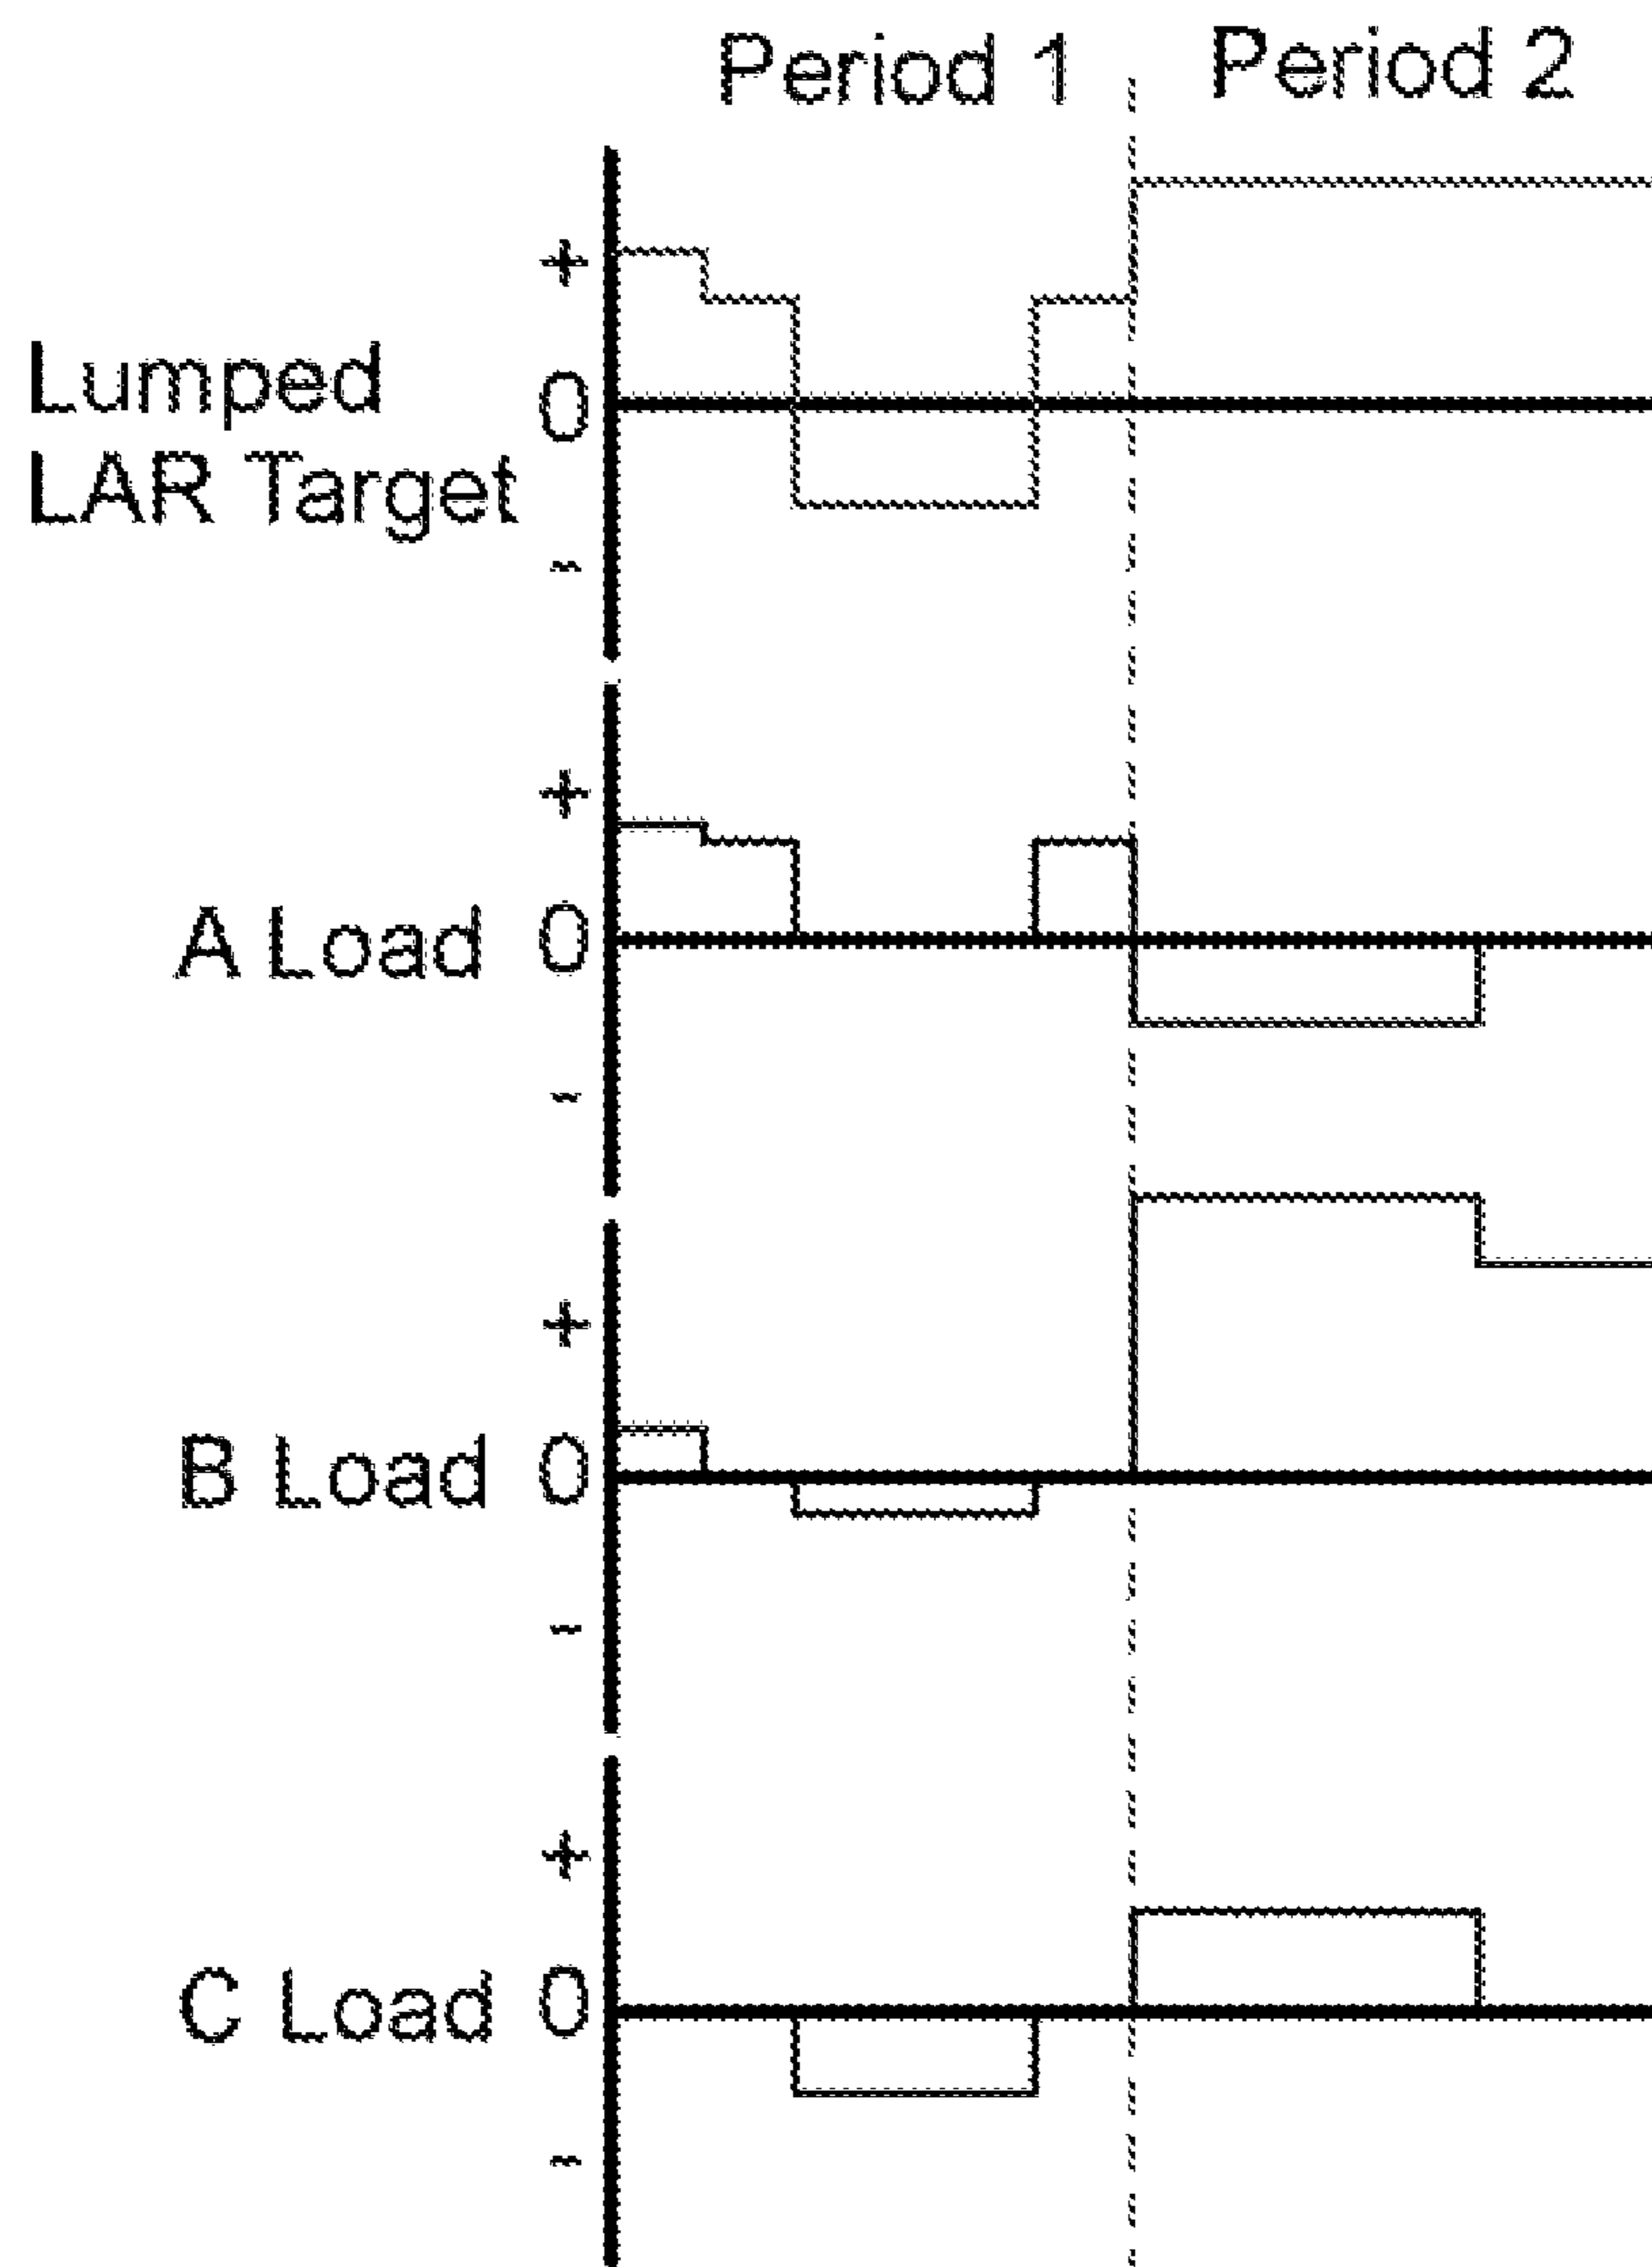 Period 1
Period 2
+
Lumped
0
LAR Target
-
+
A Load 0
-
+
B Load 0
-
+
C Load 0
-